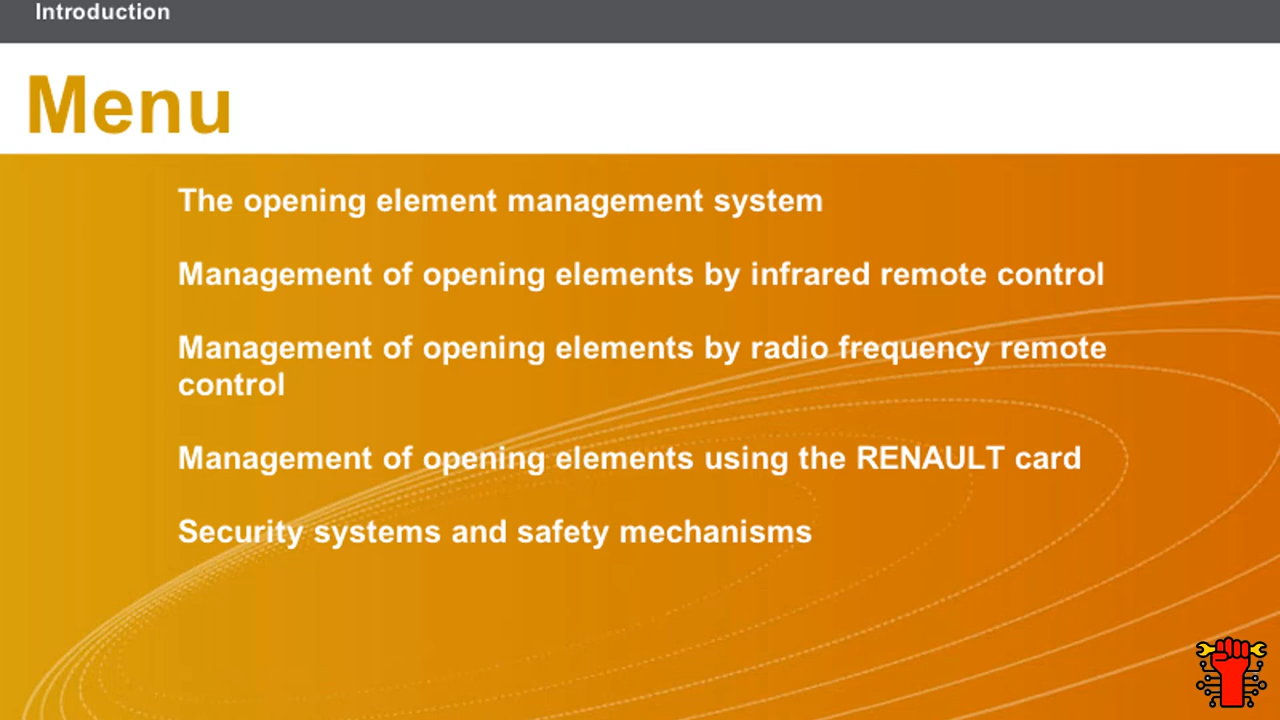 Introduction
Menu
The opening element management system
Management of opening elements by infrared remote control
Management of opening elements by radio frequency remote
control
Management of opening elements using the RENAULT card
Security systems and safety mechanisms